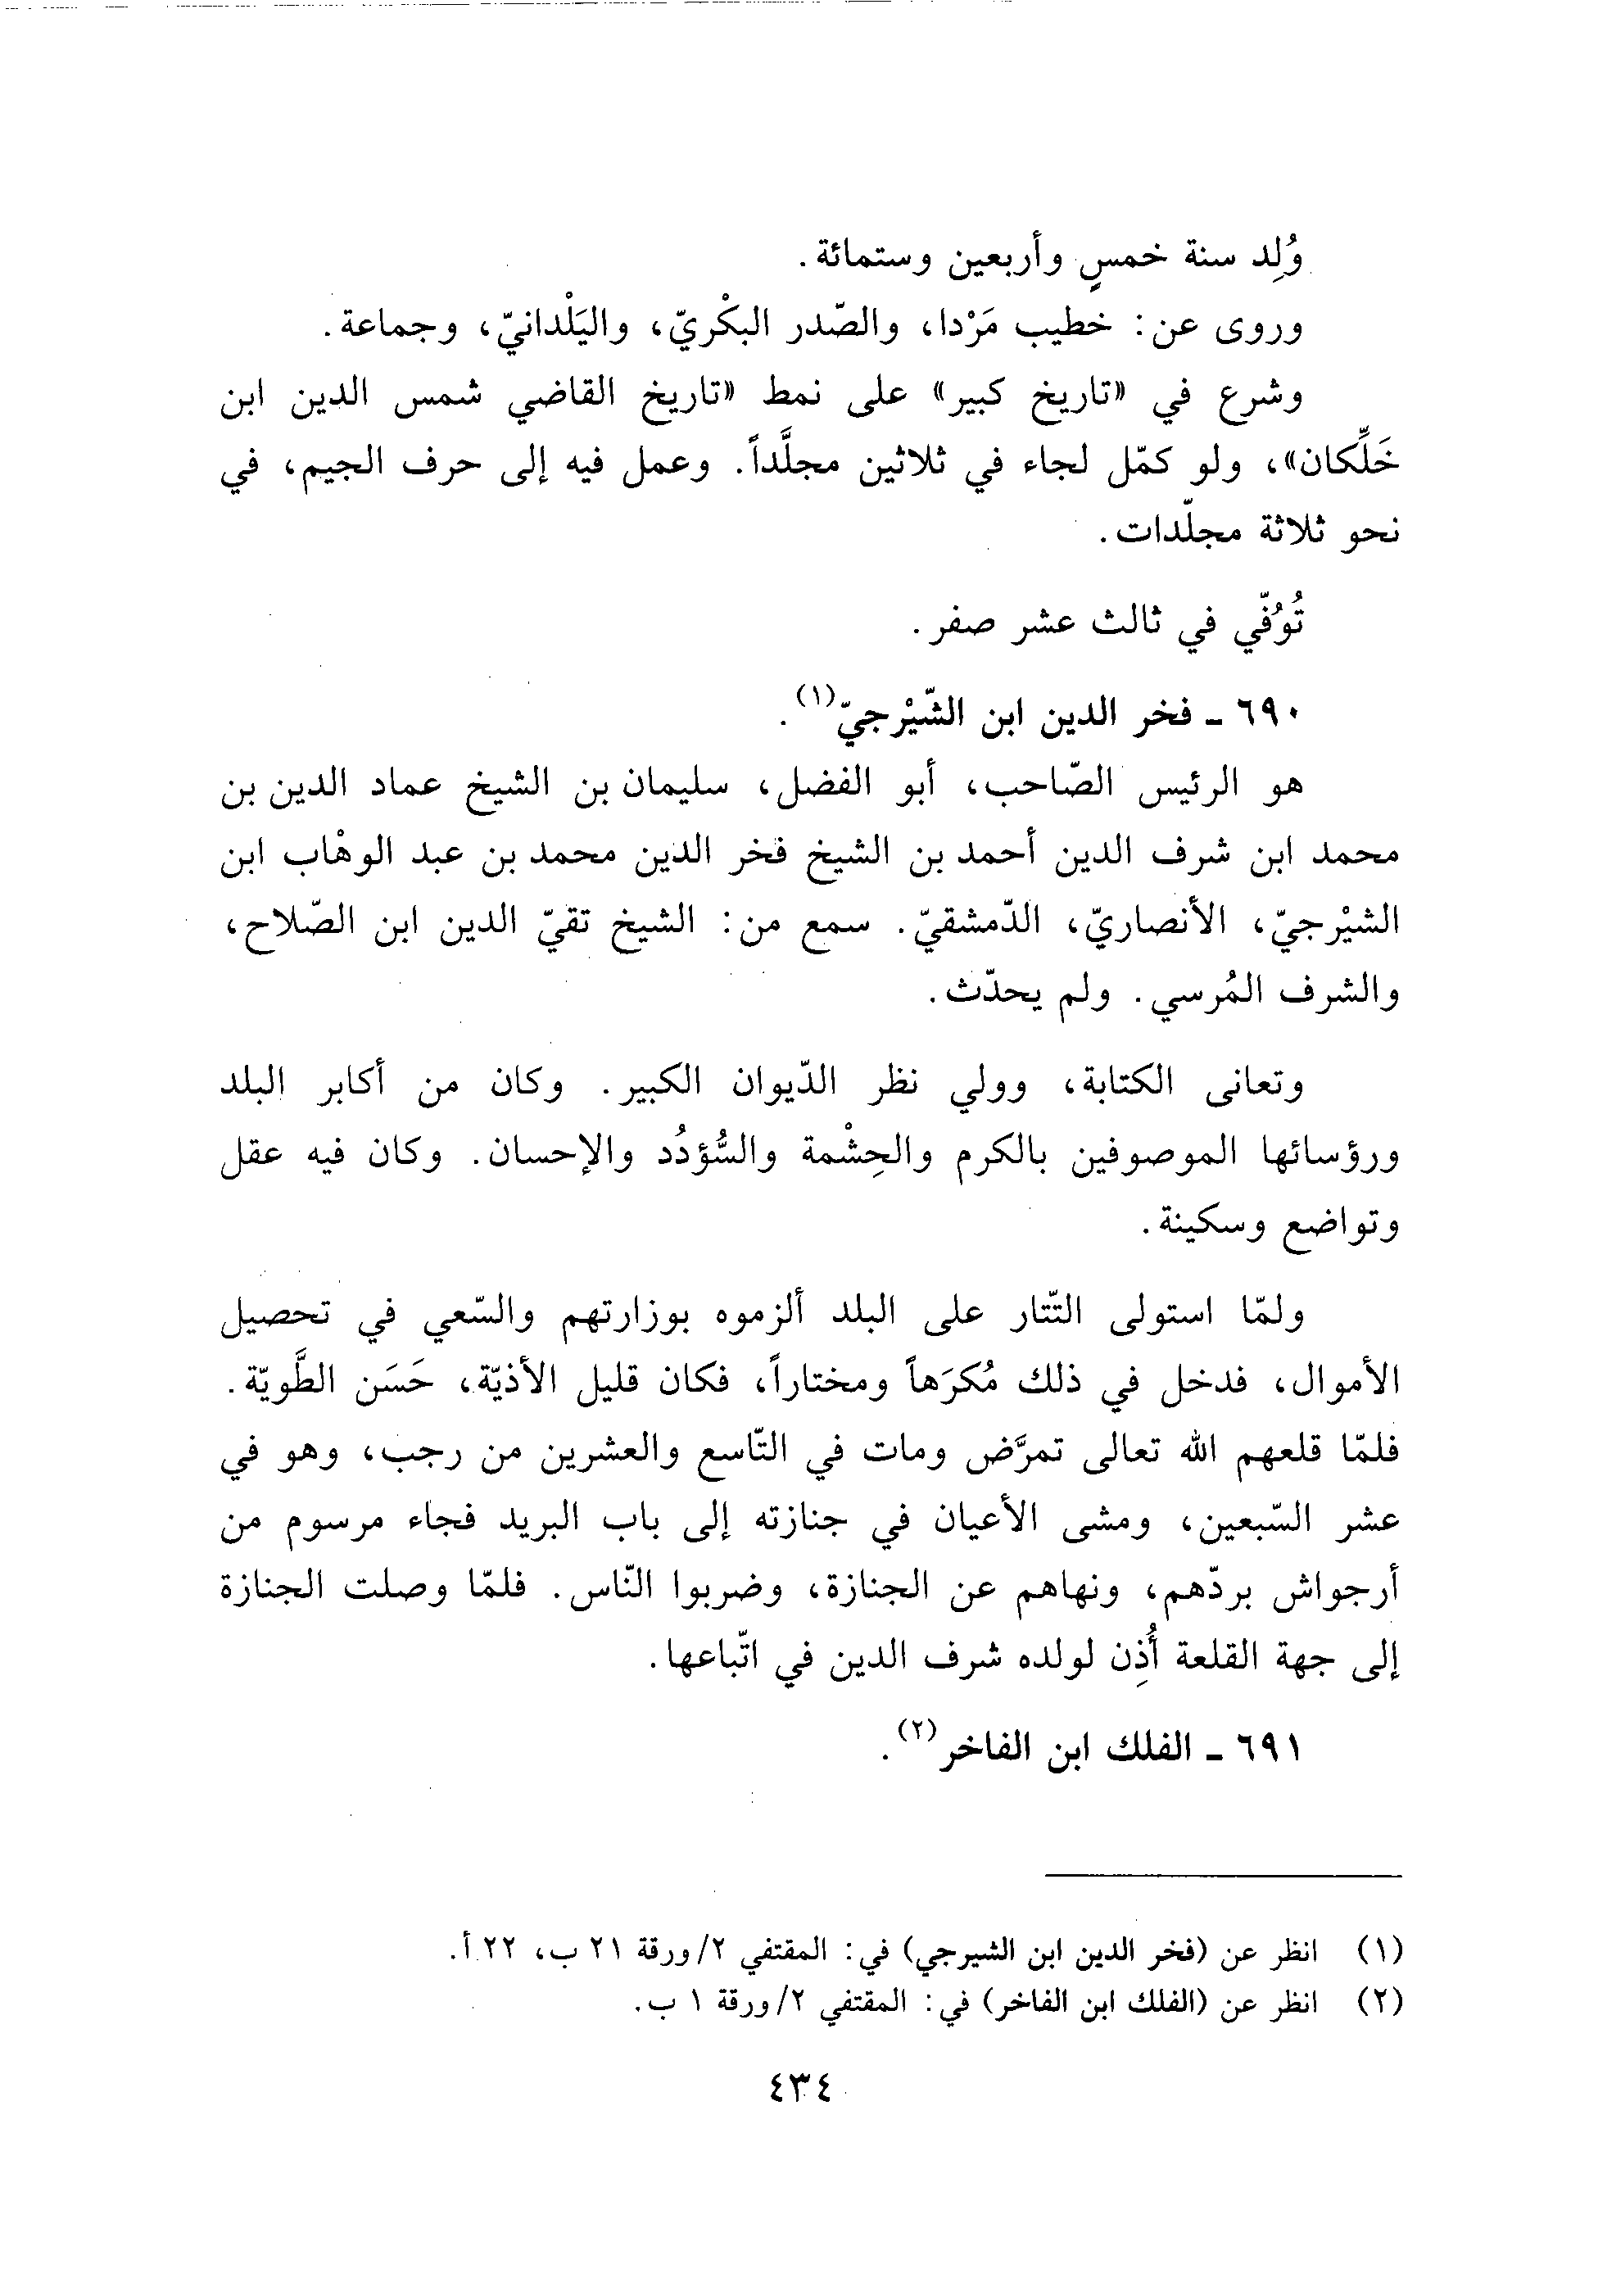 وُلِد سنة خمسٍ وأربعين وستمائة.
وروى عن: خطيب مَرْدا، والصّدر البكْريّ، واليَلْدانيّ، وجماعة.
وشرع في «تاريخ كبير» على نمط «تاريخ القاضي شمس الدين ابن
خَلِّكان»، ولو كمّل لجاء في ثلاثين مجلَّداً. وعمل فيه إلى حرف الجيم، في
نحو ثلاثة مجلّدات.
تُوُفّي في ثالث عشر صفر.
٦٩٠ ـ فخر الدين ابن الشّيْرجيّ(١).
هو الرئيس الصّاحب، أبو الفضل، سليمان بن الشيخ عماد الدين بن
محمد ابن شرف الدين أحمد بن الشيخ فخر الدين محمد بن عبد الوهْاب ابن
الشيْرجيّ، الأنصاريّ، الدّمشقيّ. سمع من: الشيخ تقيّ الدين ابن الصّلاح،
والشرف المُرسي. ولم يحدّث.
وتعانى الكتابة، وولي نظر الدّيوان الكبير. وكان من أكابر البلد
ورؤسائها الموصوفين بالكرم والحِشْمة والسُّؤدُد والإحسان. وكان فيه عقل
وتواضع وسكينة.
ولمّا استولى التّتار على البلد ألزموه بوزارتهم والسّعي في تحصيل
الأموال، فدخل في ذلك مُكرَهاً ومختاراً، فكان قليل الأذيّة، حَسَن الطَّويّة.
فلمّا قلعهم الله تعالى تمرَّض ومات في التّاسع والعشرين من رجب، وهو في
عشر السّبعين، ومشى الأعيان في جنازته إلى باب البريد فجاء مرسوم من
أرجواش بردّهم، ونهاهم عن الجنازة، وضربوا النّاس. فلمّا وصلت الجنازة
إلى جهة القلعة أُذِن لولده شرف الدين في اتّباعها.
٦٩١ ـ الفلك ابن الفاخر(٢).
(١) انظر عن (فخر الدين ابن الشيرجي) في: المقتفي ٢/ورقة ٢١ ب، ٢٢ أ.
(٢) انظر عن (الفلك ابن الفاخر) في: المقتفي ٢/ورقة ١ ب.
٤٣٤